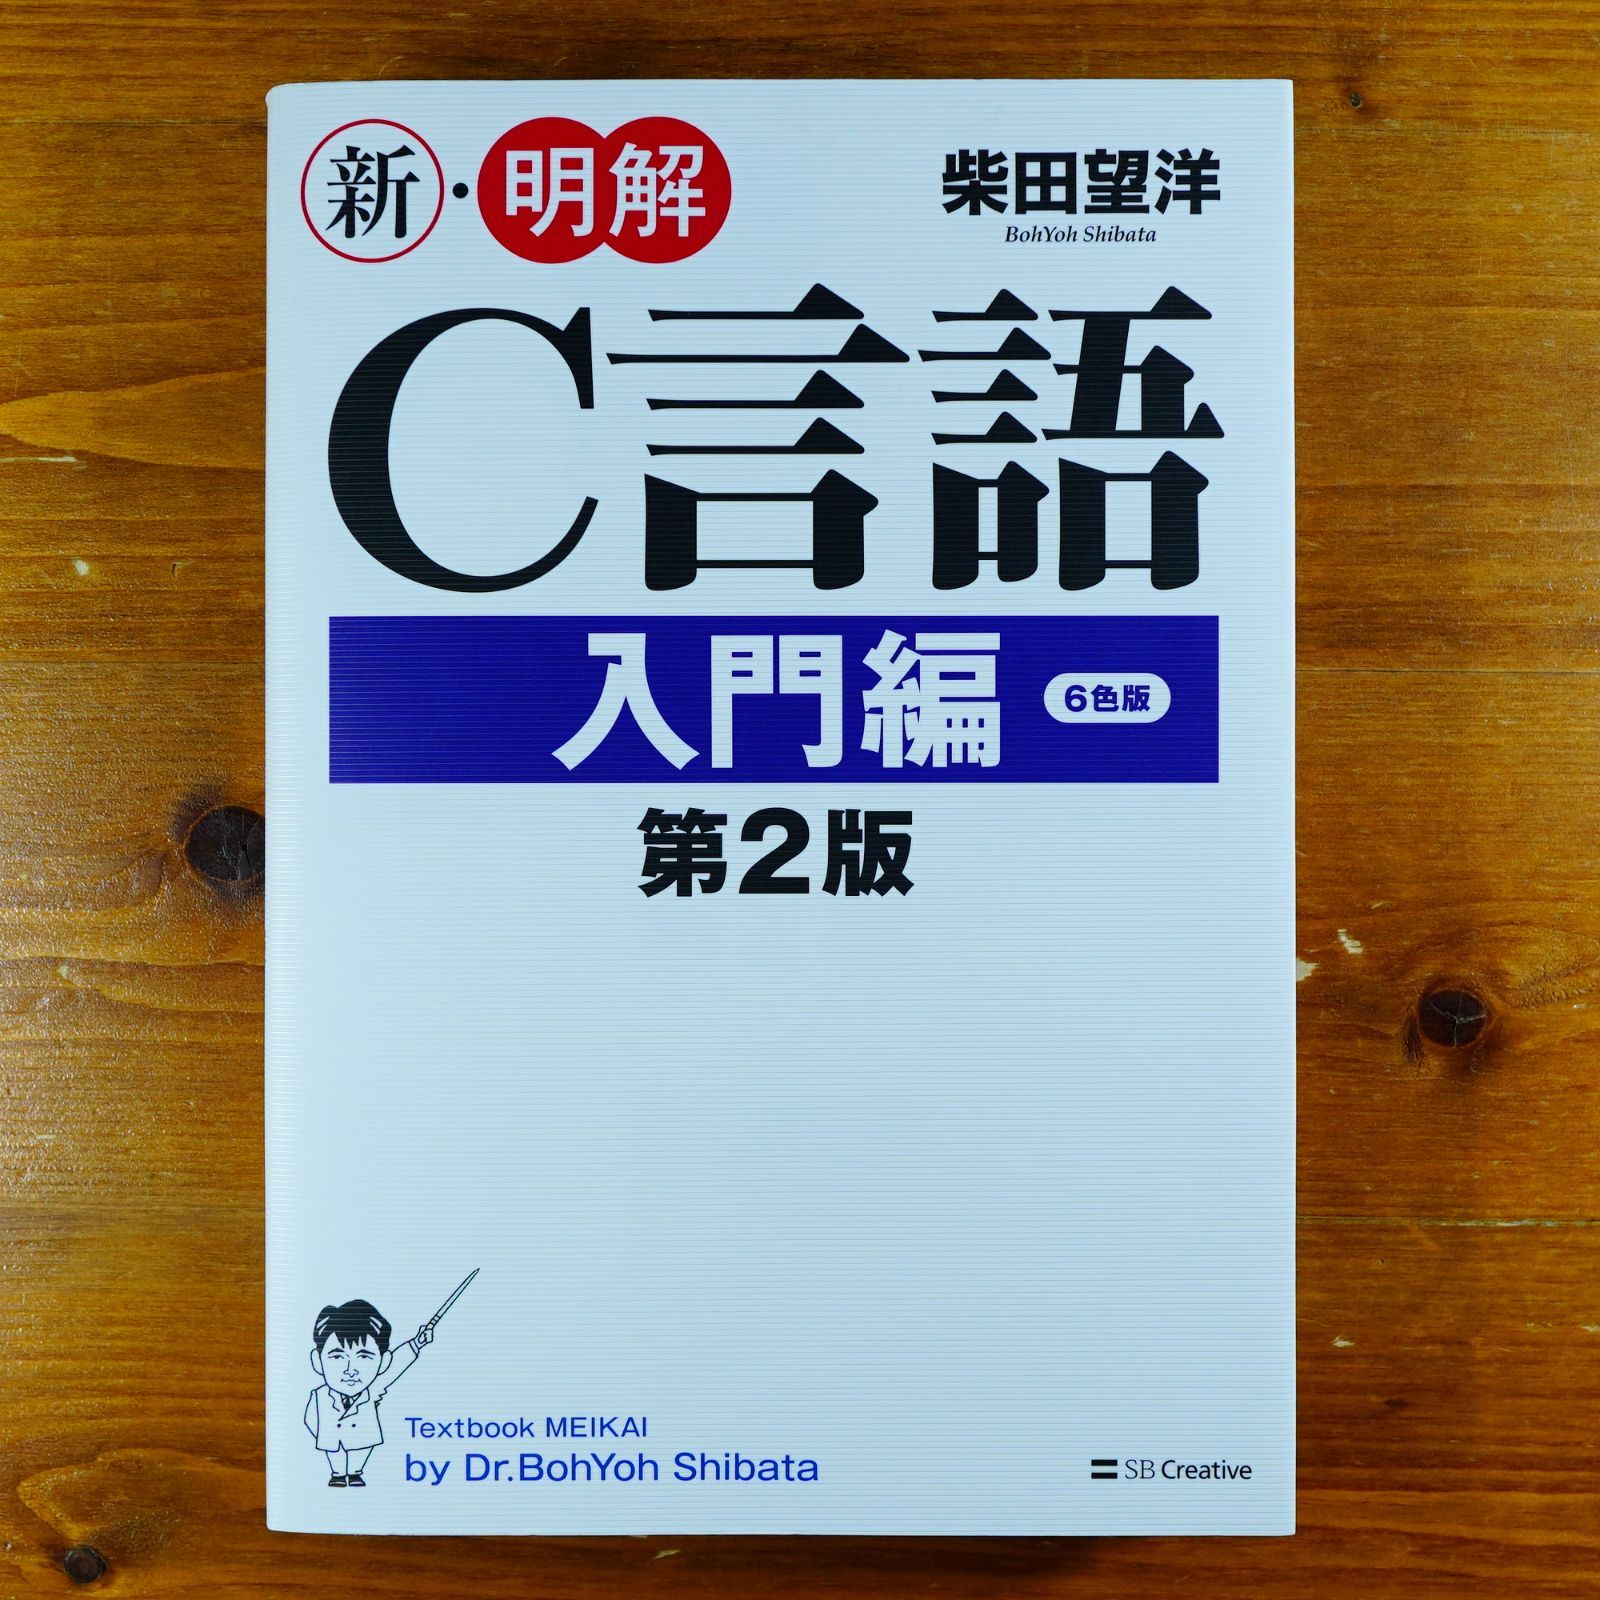 新・明解
柴田望洋
BohYoh Shibata
C言語
入門編 6色版
第2版
Textbook MEIKAI
by Dr.BohYoh Shibata
SB Creative